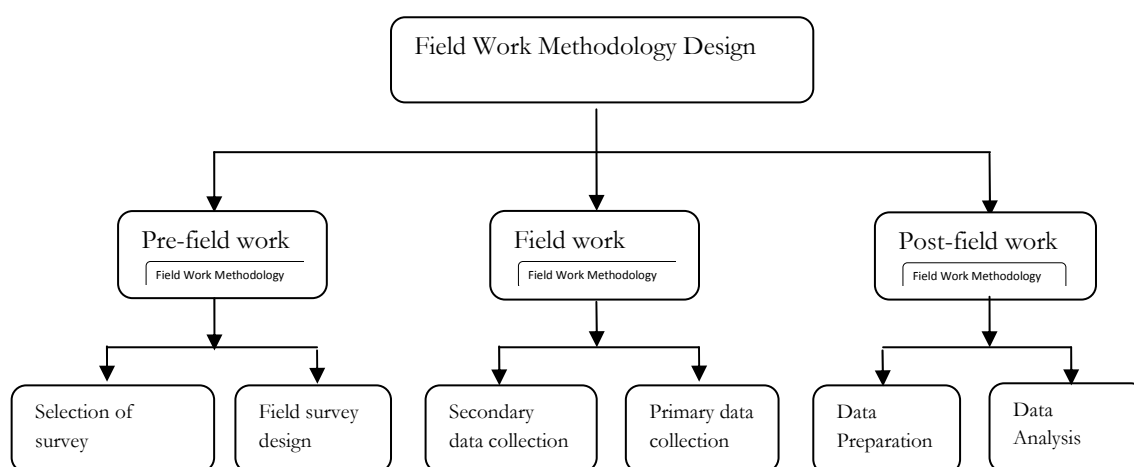 Field Work Methodology Design
Pre-field work
Field Work Methodology
Field work
Field Work Methodology
Post-field work
Field Work Methodology
Selection of
survey
Field survey
design
Secondary
data collection
Primary data
collection
Data
Preparation
Data
Analysis